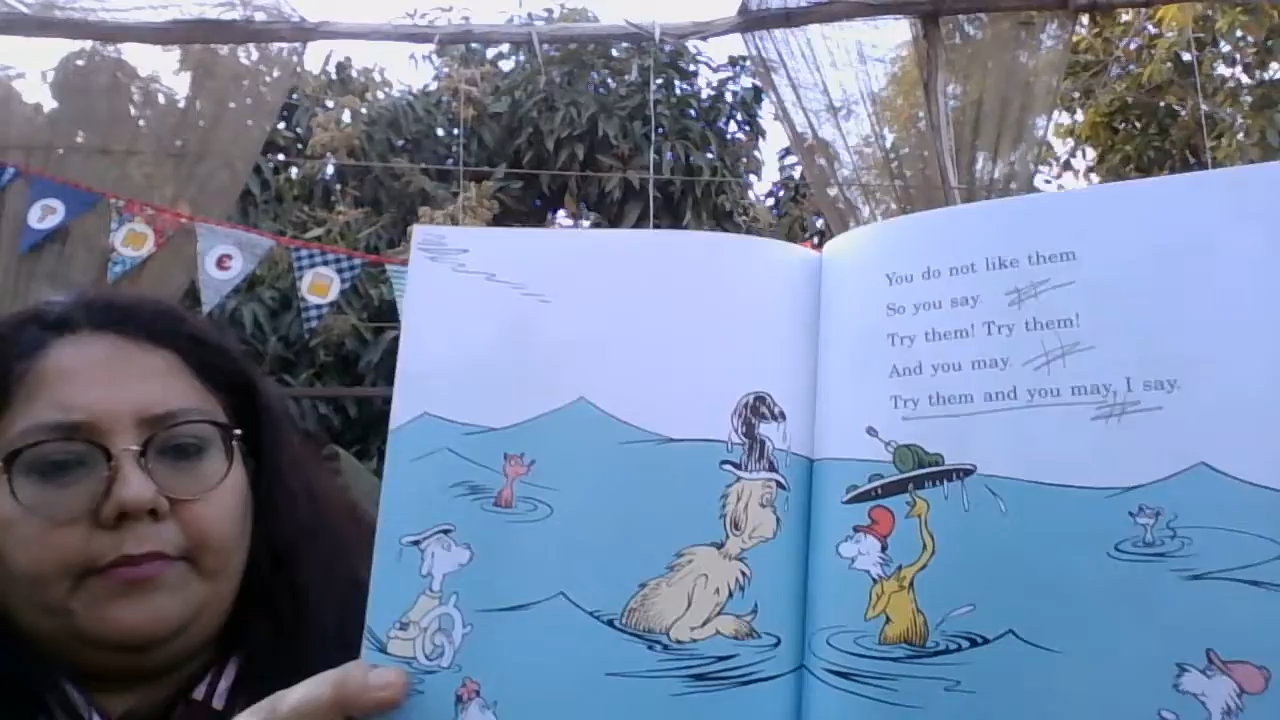 You do not like them
So you say.
Try them! Try them!
And you may.
Try them and you may, I say.